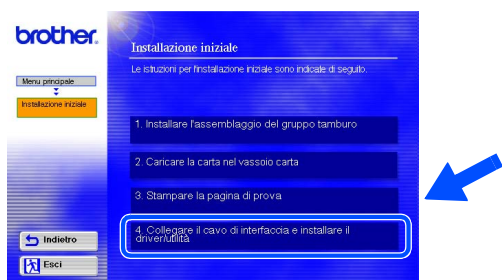 brother.
Installazione iniziale
Le istruzioni per l'installazione iniziale sono indicate di seguito.
Menu principale
Installazione iniziale
1. Installare l'assemblaggio del gruppo tamburo
2. Caricare la carta nel vassoio carta
3. Stampare la pagina di prova
4. Collegare il cavo di interfaccia e installare il
driver/utilità
Indietro
Esci